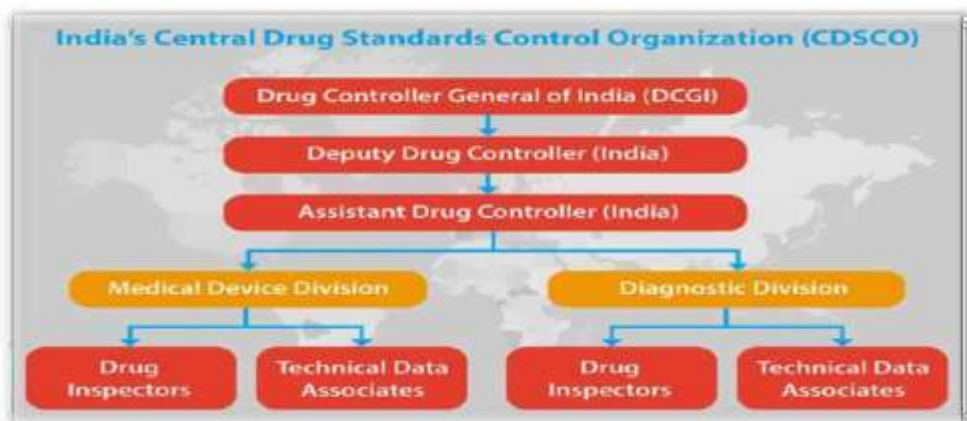 India's Central Drug Standards Control Organization (CDSCO)
Drug Controller General of India (DCGI)
Deputy Drug Controller (India)
Assistant Drug Controller (India)
Medical Device Division
Diagnostic Division
Drug
Inspectors
Technical Data
Associates
Drug
Inspectors
Technical Data
Associates